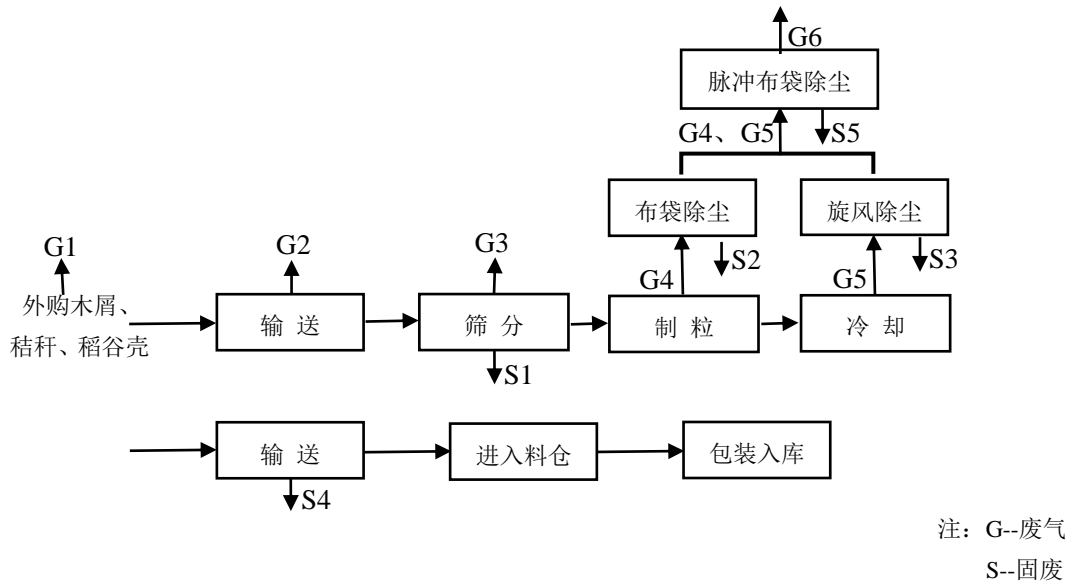 G6
脉冲布袋除尘
G4、G5
S5
布袋除尘
旋风除尘
G1
G2
G3
G4
S2
G5
S3
外购木屑、
秸秆、稻谷壳
输 送
筛 分
制 粒
冷 却
S1
输 送
进入料仓
包装入库
S4
注：G--废气
S--固废